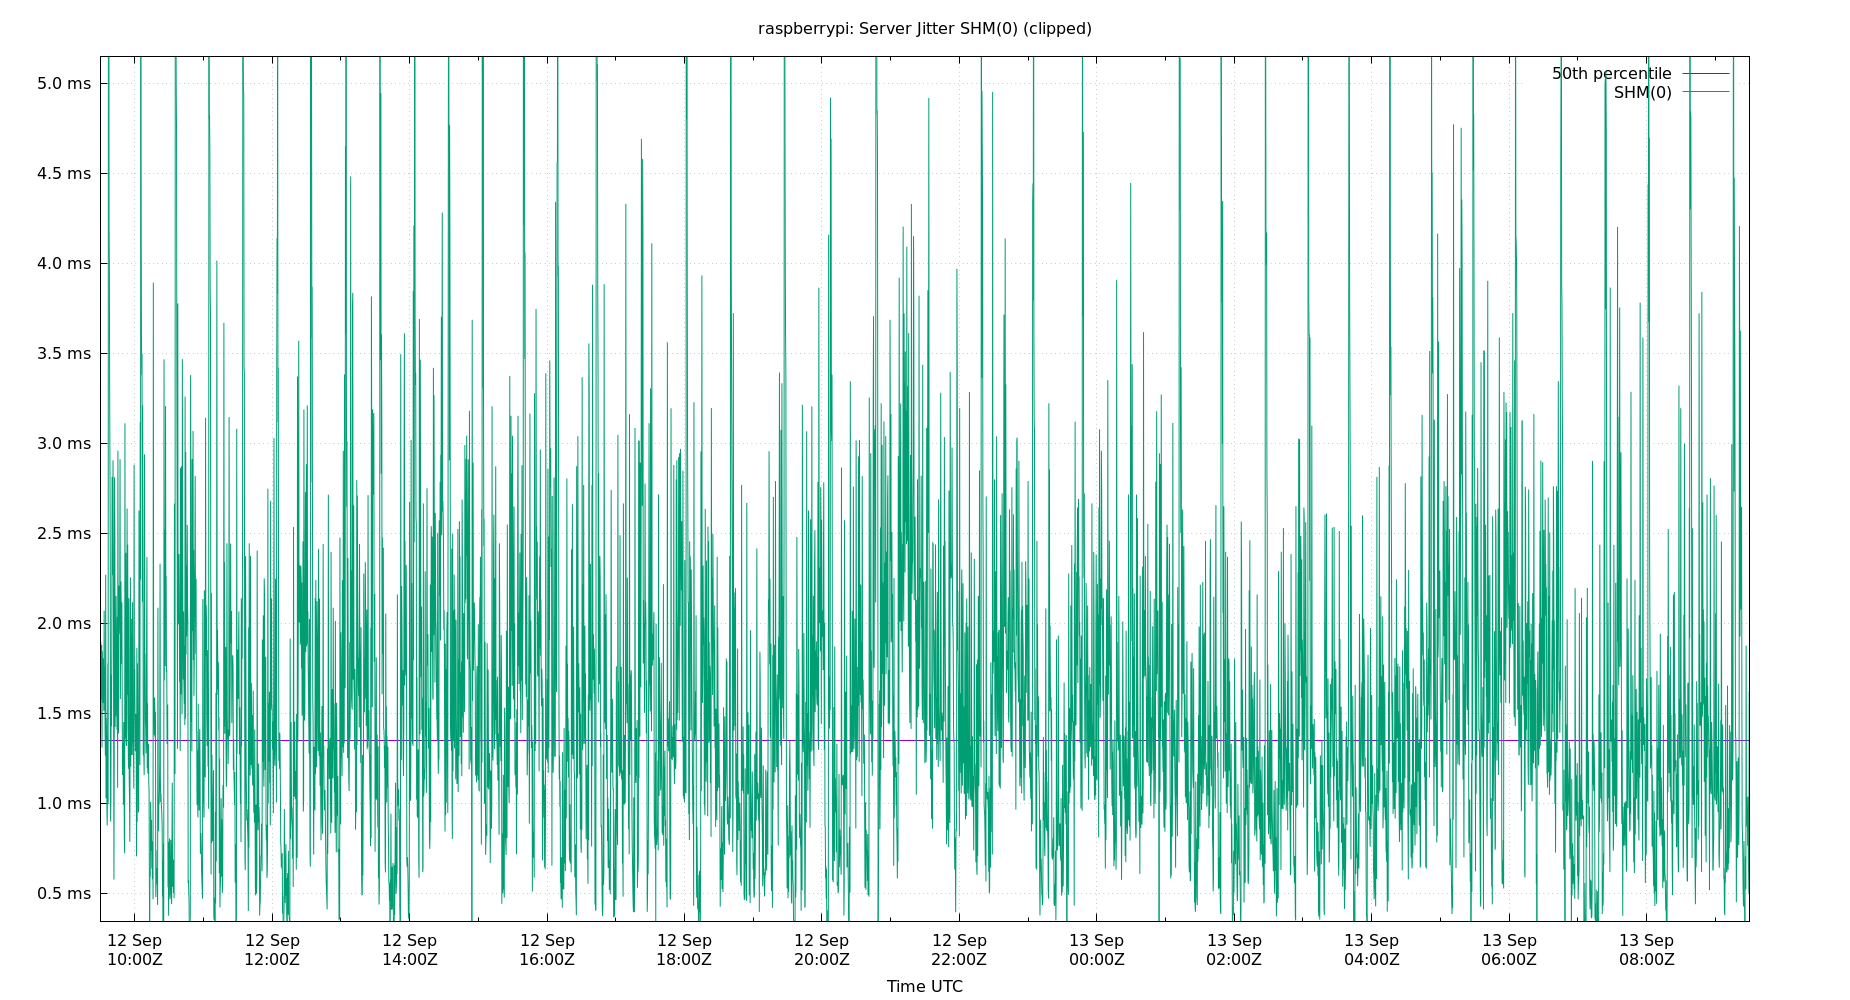 raspberrypi: Server Jitter SHM(0) (clipped)
50th percentile
SHM(0)
5.0 ms
4.5 ms
4.0 ms
3.5 ms
3.0 ms
2.5 ms
2.0 ms
1.5 ms
1.0 ms
0.5 ms
12 Sep 12 Sep 12 Sep 12 Sep 12 Sep 12 Sep 12 Sep 13 Sep 13 Sep 13 Sep 13 Sep 13 Sep
10:00Z 12:00Z 14:00Z 16:00Z 18:00Z 20:00Z 22:00Z 00:00Z 02:00Z 04:00Z 06:00Z 08:00Z
Time UTC